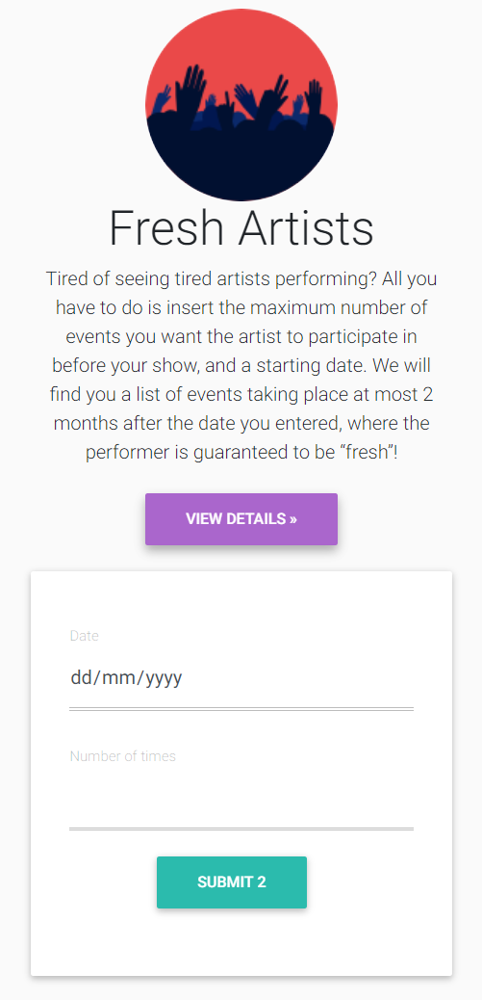 Fresh Artists
Tired of seeing tired artists performing? All you
have to do is insert the maximum number of
events you want the artist to participate in
before your show, and a starting date. We will
find you a list of events taking place at most 2
months after the date you entered, where the
performer is guaranteed to be “fresh”!
VIEW DETAILS »
Date
dd/mm/yyyy
Number of times
SUBMIT 2